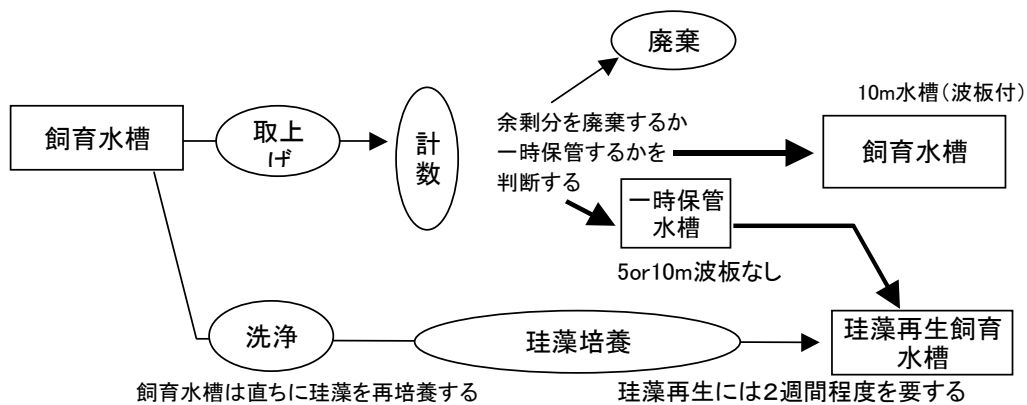 廃棄
10m水槽(波板付)
飼育水槽
取上
げ
計
数
余剰分を廃棄するか
一時保管するかを
判断する
飼育水槽
一時保管
水槽
5or10m波板なし
洗浄
珪藻培養
珪藻再生飼育
水槽
飼育水槽は直ちに珪藻を再培養する
珪藻再生には2週間程度を要する